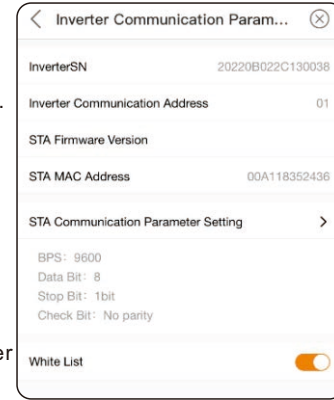 Inverter Communication Param...
InverterSN 20220B022C130038
.
Inverter Communication Address 01
STA Firmware Version
STA MAC Address 00A118352436
STA Communication Parameter Setting >
BPS: 9600
Data Bit: 8
Stop Bit: 1bit
Check Bit: No parity
er
White List